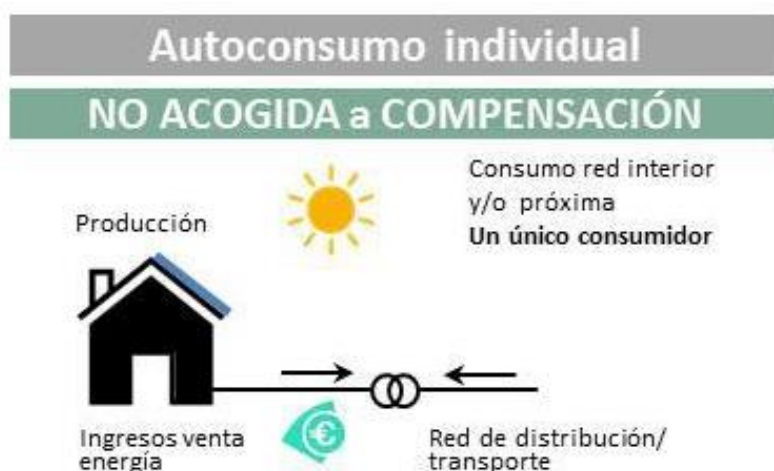 Autoconsumo individual
NO ACOGIDA a COMPENSACIÓN
Consumo red interior
y/o próxima
Un único consumidor
Producción
€
Ingresos venta
energía
Red de distribución/
transporte